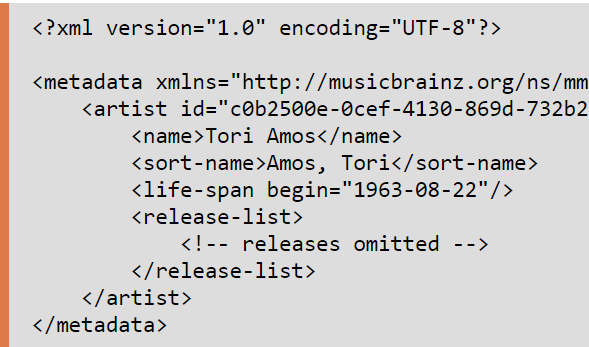 <?xml version="1.0" encoding="UTF-8"?>
<metadata xmlns="http://musicbrainz.org/ns/mm
<artist id="c0b2500e-0cef-4130-869d-732b2
<name>Tori Amos</name>
<sort-name>Amos, Tori</sort-name>
<life-span begin="1963-08-22"/>
<release-list>
<!-- releases omitted -->
</release-list>
</artist>
</metadata>